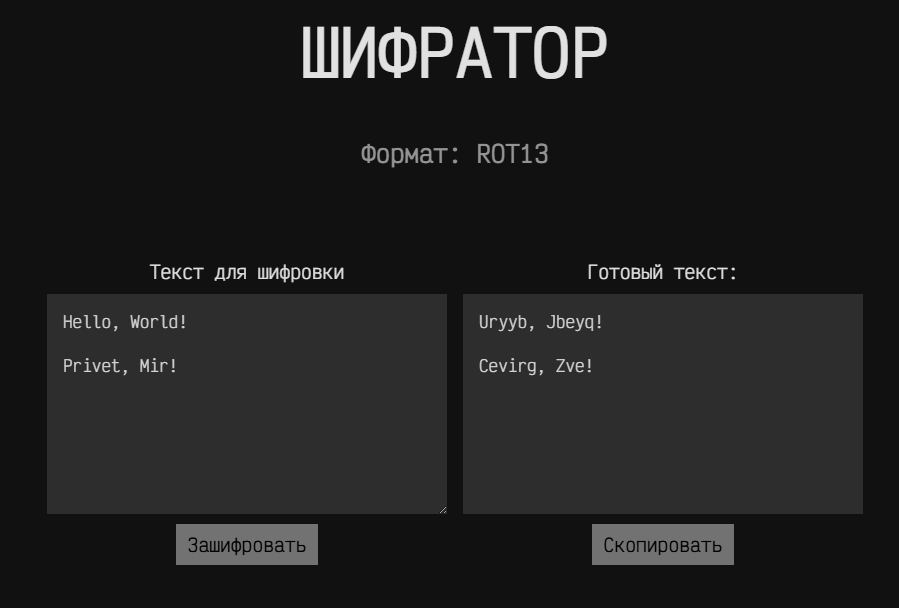 ШИФРАТОР
Формат: ROT13
Текст для шифровки
Hello, World!
Privet, Mir!
Зашифровать
Готовый текст:
Uryyb, Jbeyq!
Cevirg, Zve!
Скопировать